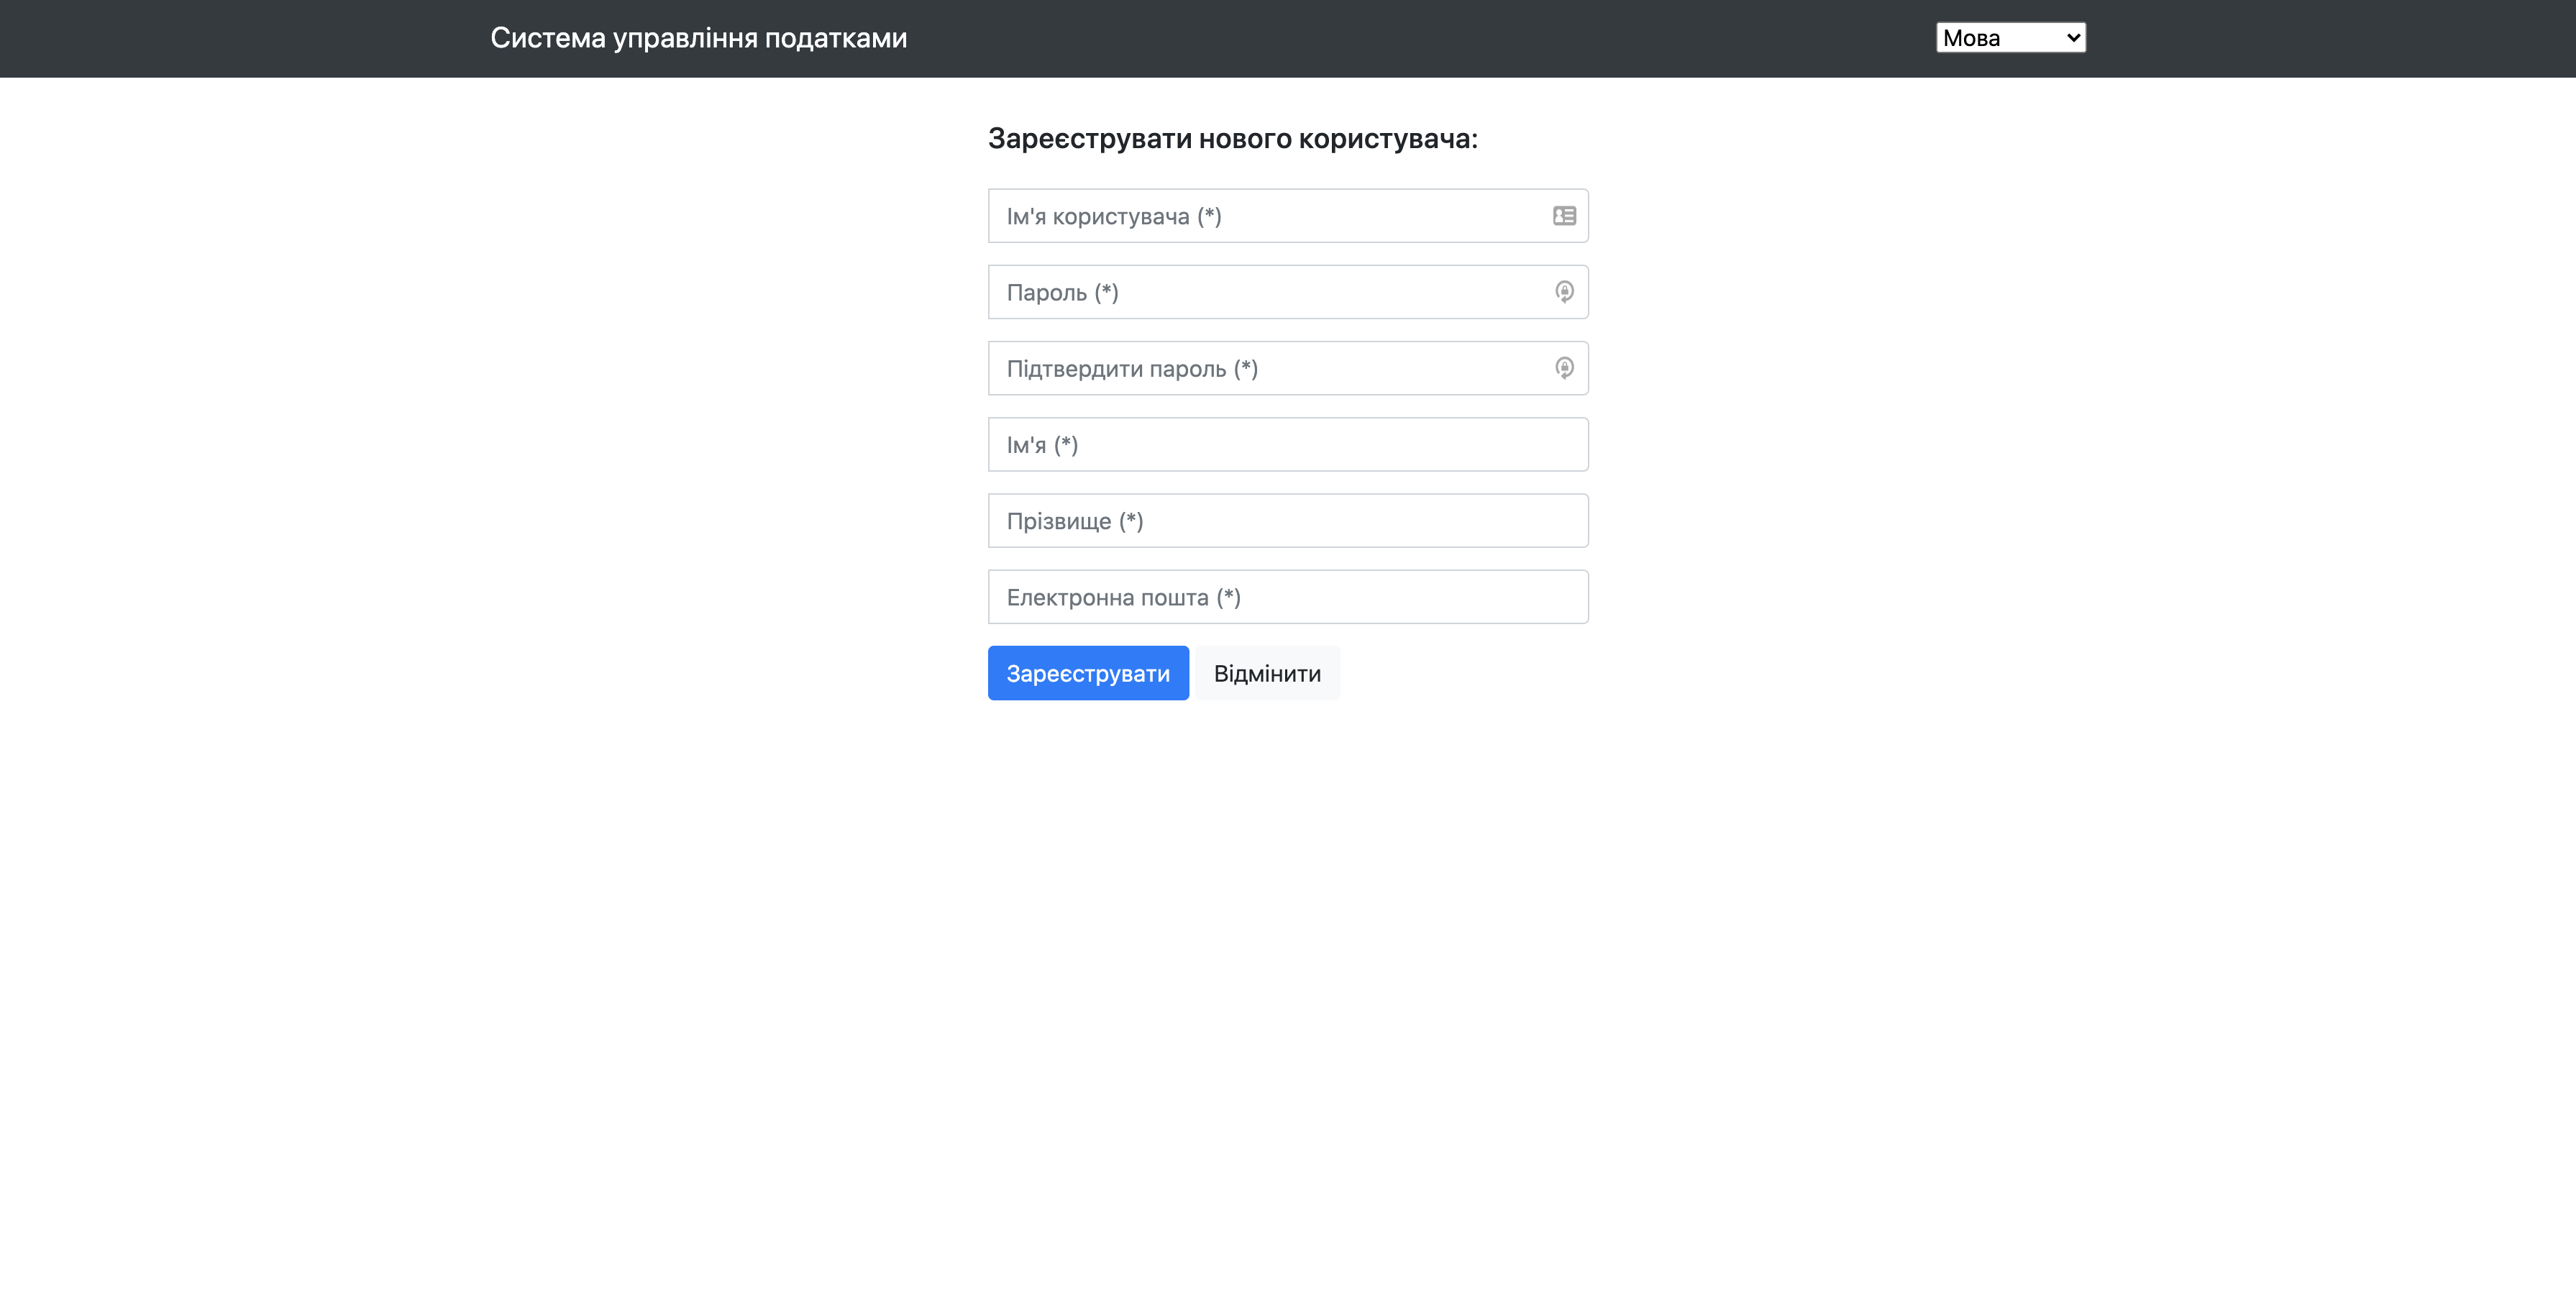 Система управління податками
Мова
Зареєструвати нового користувача:
Ім'я користувача (*)
Пароль (*)
Підтвердити пароль (*)
Ім'я (*)
Прізвище (*)
Електронна пошта (*)
Зареєструвати Відмінити